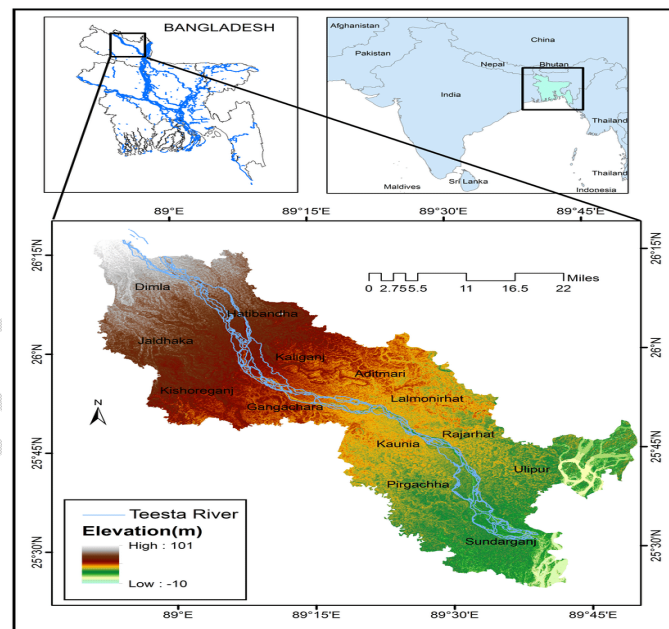 BANGLADESH
Afghanistan
China
Pakistan
Nepal
Bhutan
India
Thailand
Thailand
Sri Lanka
Maldives
Indonesia
89°E 89°15'E 89°30'E 89°45'E
26°15'N 26°15'N
Miles
0 2.75 5.5 11 16.5 22
Dimla
Hatibandha
Jaldhaka
26°N 26°N
Kaliganj
Aditmari
Kishoreganj
Lalmonirhat
Gangachara
N
Rajarhat
Kaunia
25°45'N 25°45'N
Ulipur
Pirgachha
Teesta River
Elevation(m)
Sundarganj
High : 101
25°30'N 25°30'N
Low : -10
89°E 89°15'E 89°30'E 89°45'E